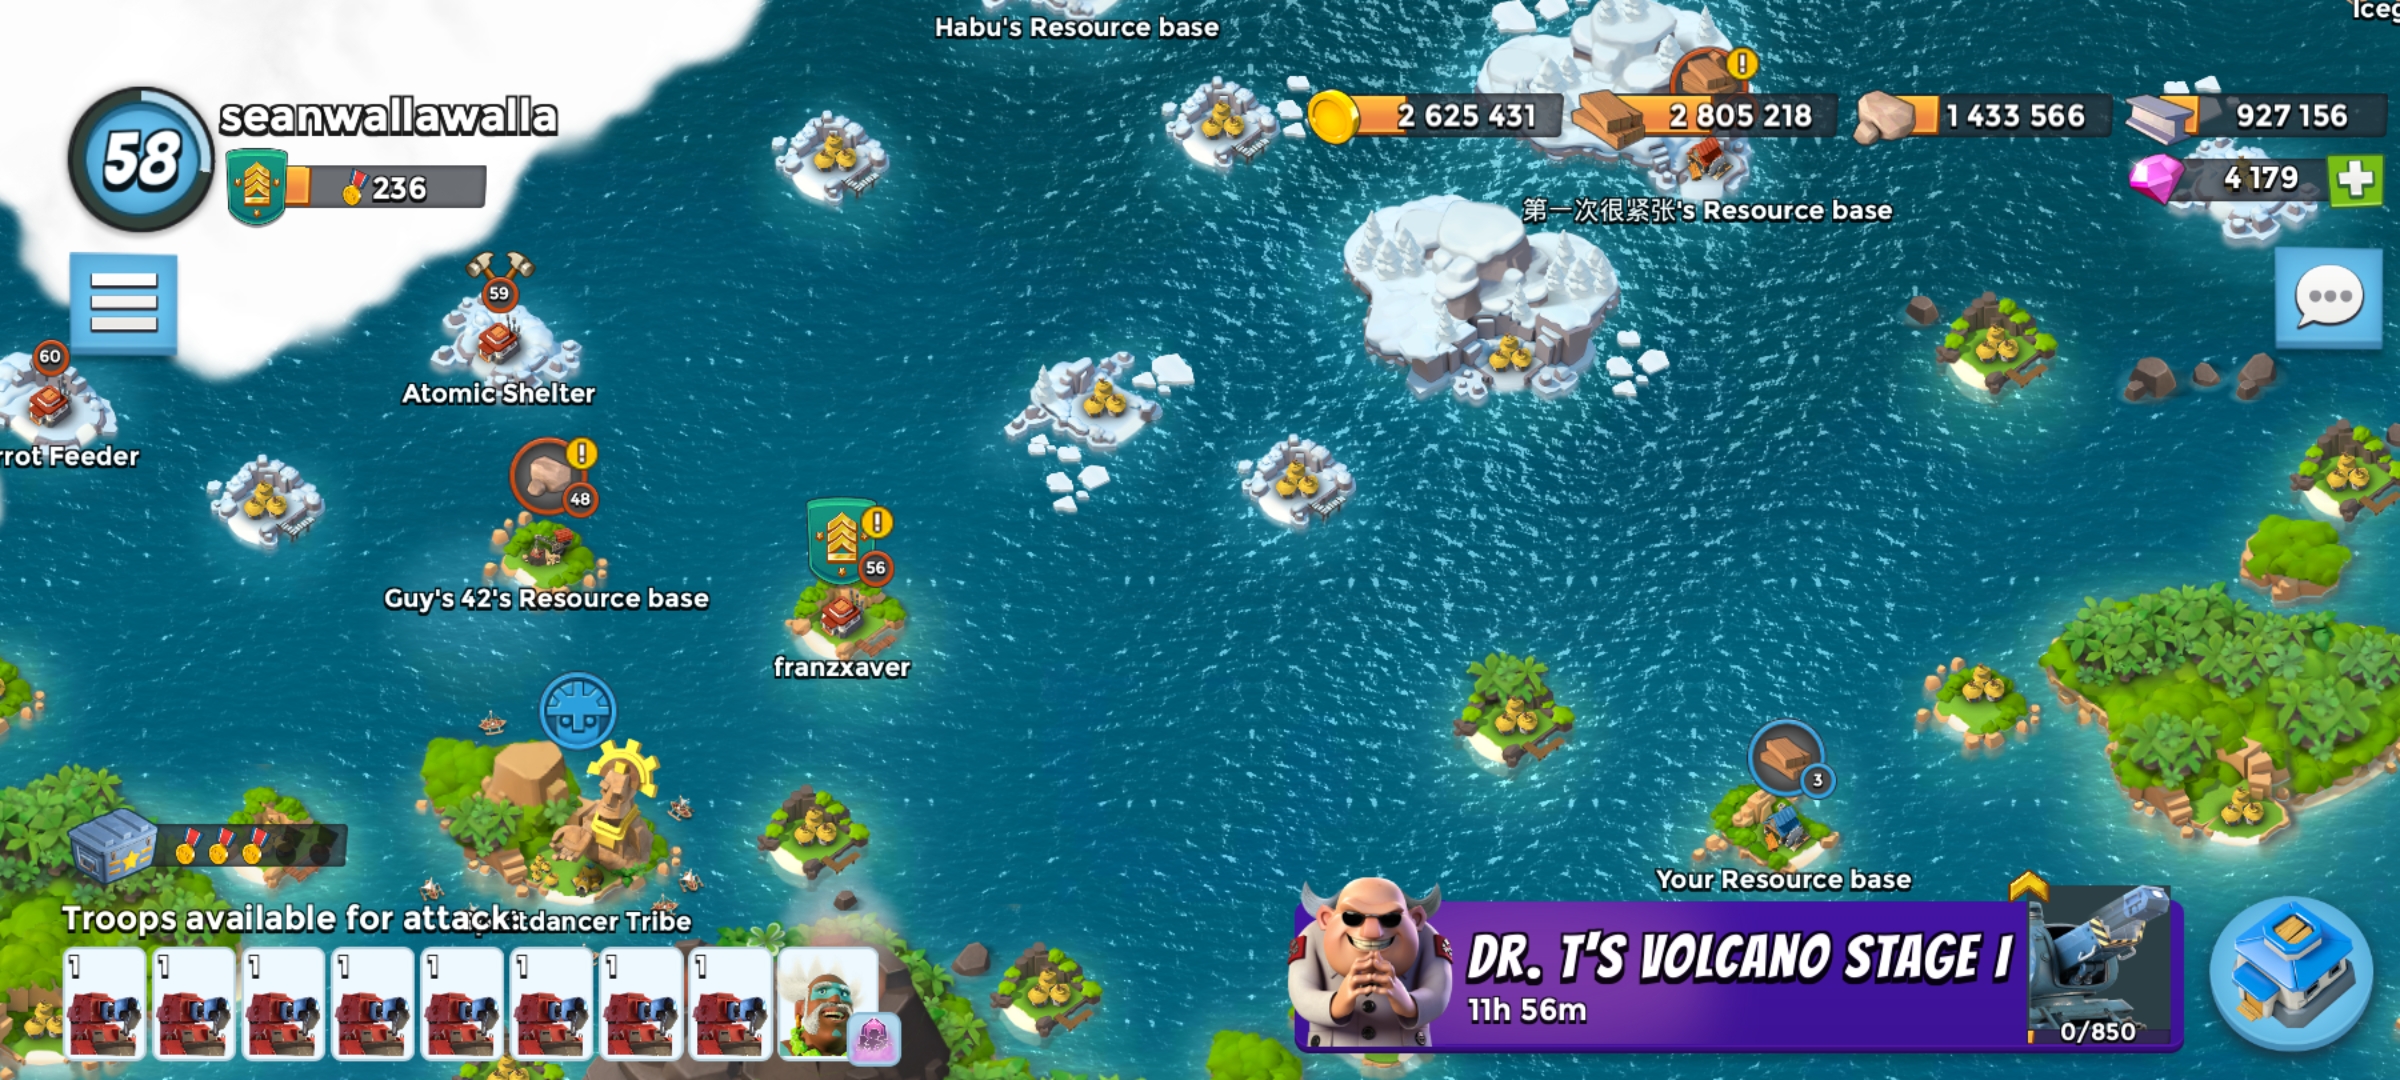 Habu's Resource base
Iceg
58
seanwallawalla
236
2 625 431
2 805 218
1 433 566
927 156
4 179
第一次很紧张's Resource base
59
Atomic Shelter
60
rrot Feeder
48
Guy's 42's Resource base
56
franzxaver
3
Your Resource base
Troops available for attack:
tdancer Tribe
1
1
1
1
1
1
1
1
DR. T'S VOLCANO STAGE I
11h 56m
0/850